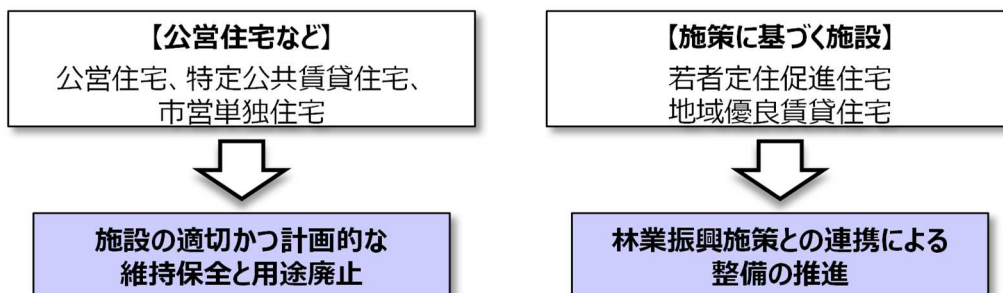 【公営住宅など】
公営住宅、特定公共賃貸住宅、
市営単独住宅
施設の適切かつ計画的な
維持保全と用途廃止
【施策に基づく施設】
若者定住促進住宅
地域優良賃貸住宅
林業振興施策との連携による
整備の推進